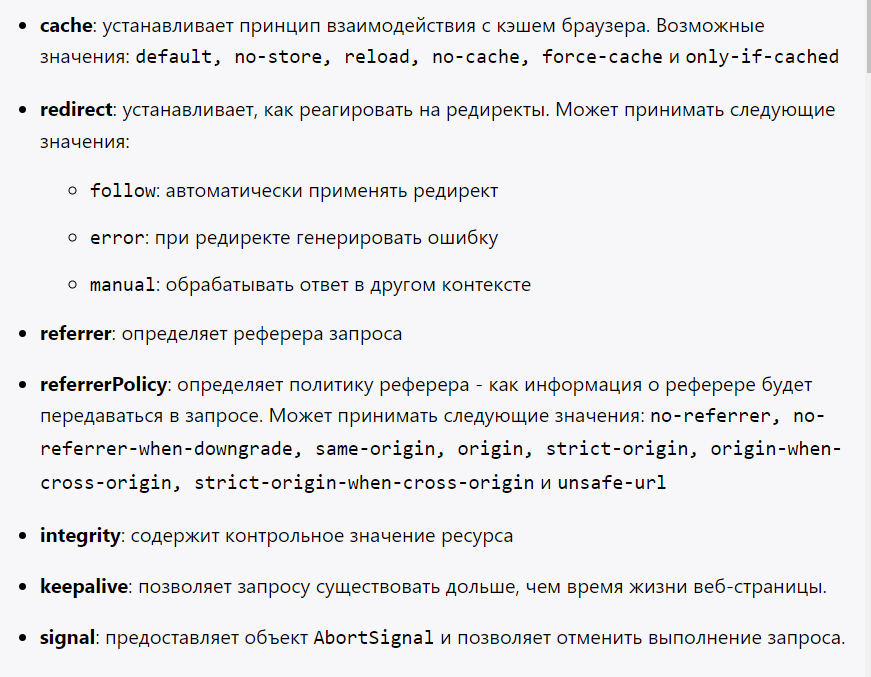 cache: устанавливает принцип взаимодействия с кэшем браузера. Возможные
значения: default, no-store, reload, no-cache, force-cache и only-if-cached
redirect: устанавливает, как реагировать на редиректы. Может принимать следующие
значения:
follow: автоматически применять редирект
error: при редиректе генерировать ошибку
manual: обрабатывать ответ в другом контексте
referrer: определяет реферера запроса
referrerPolicy: определяет политику реферера - как информация о реферере будет
передаваться в запросе. Может принимать следующие значения: no-referrer, no-
referrer-when-downgrade, same-origin, origin, strict-origin, origin-when-
cross-origin, strict-origin-when-cross-origin и unsafe-url
integrity: содержит контрольное значение ресурса
keepalive: позволяет запросу существовать дольше, чем время жизни веб-страницы.
signal: предоставляет объект AbortSignal и позволяет отменить выполнение запроса.